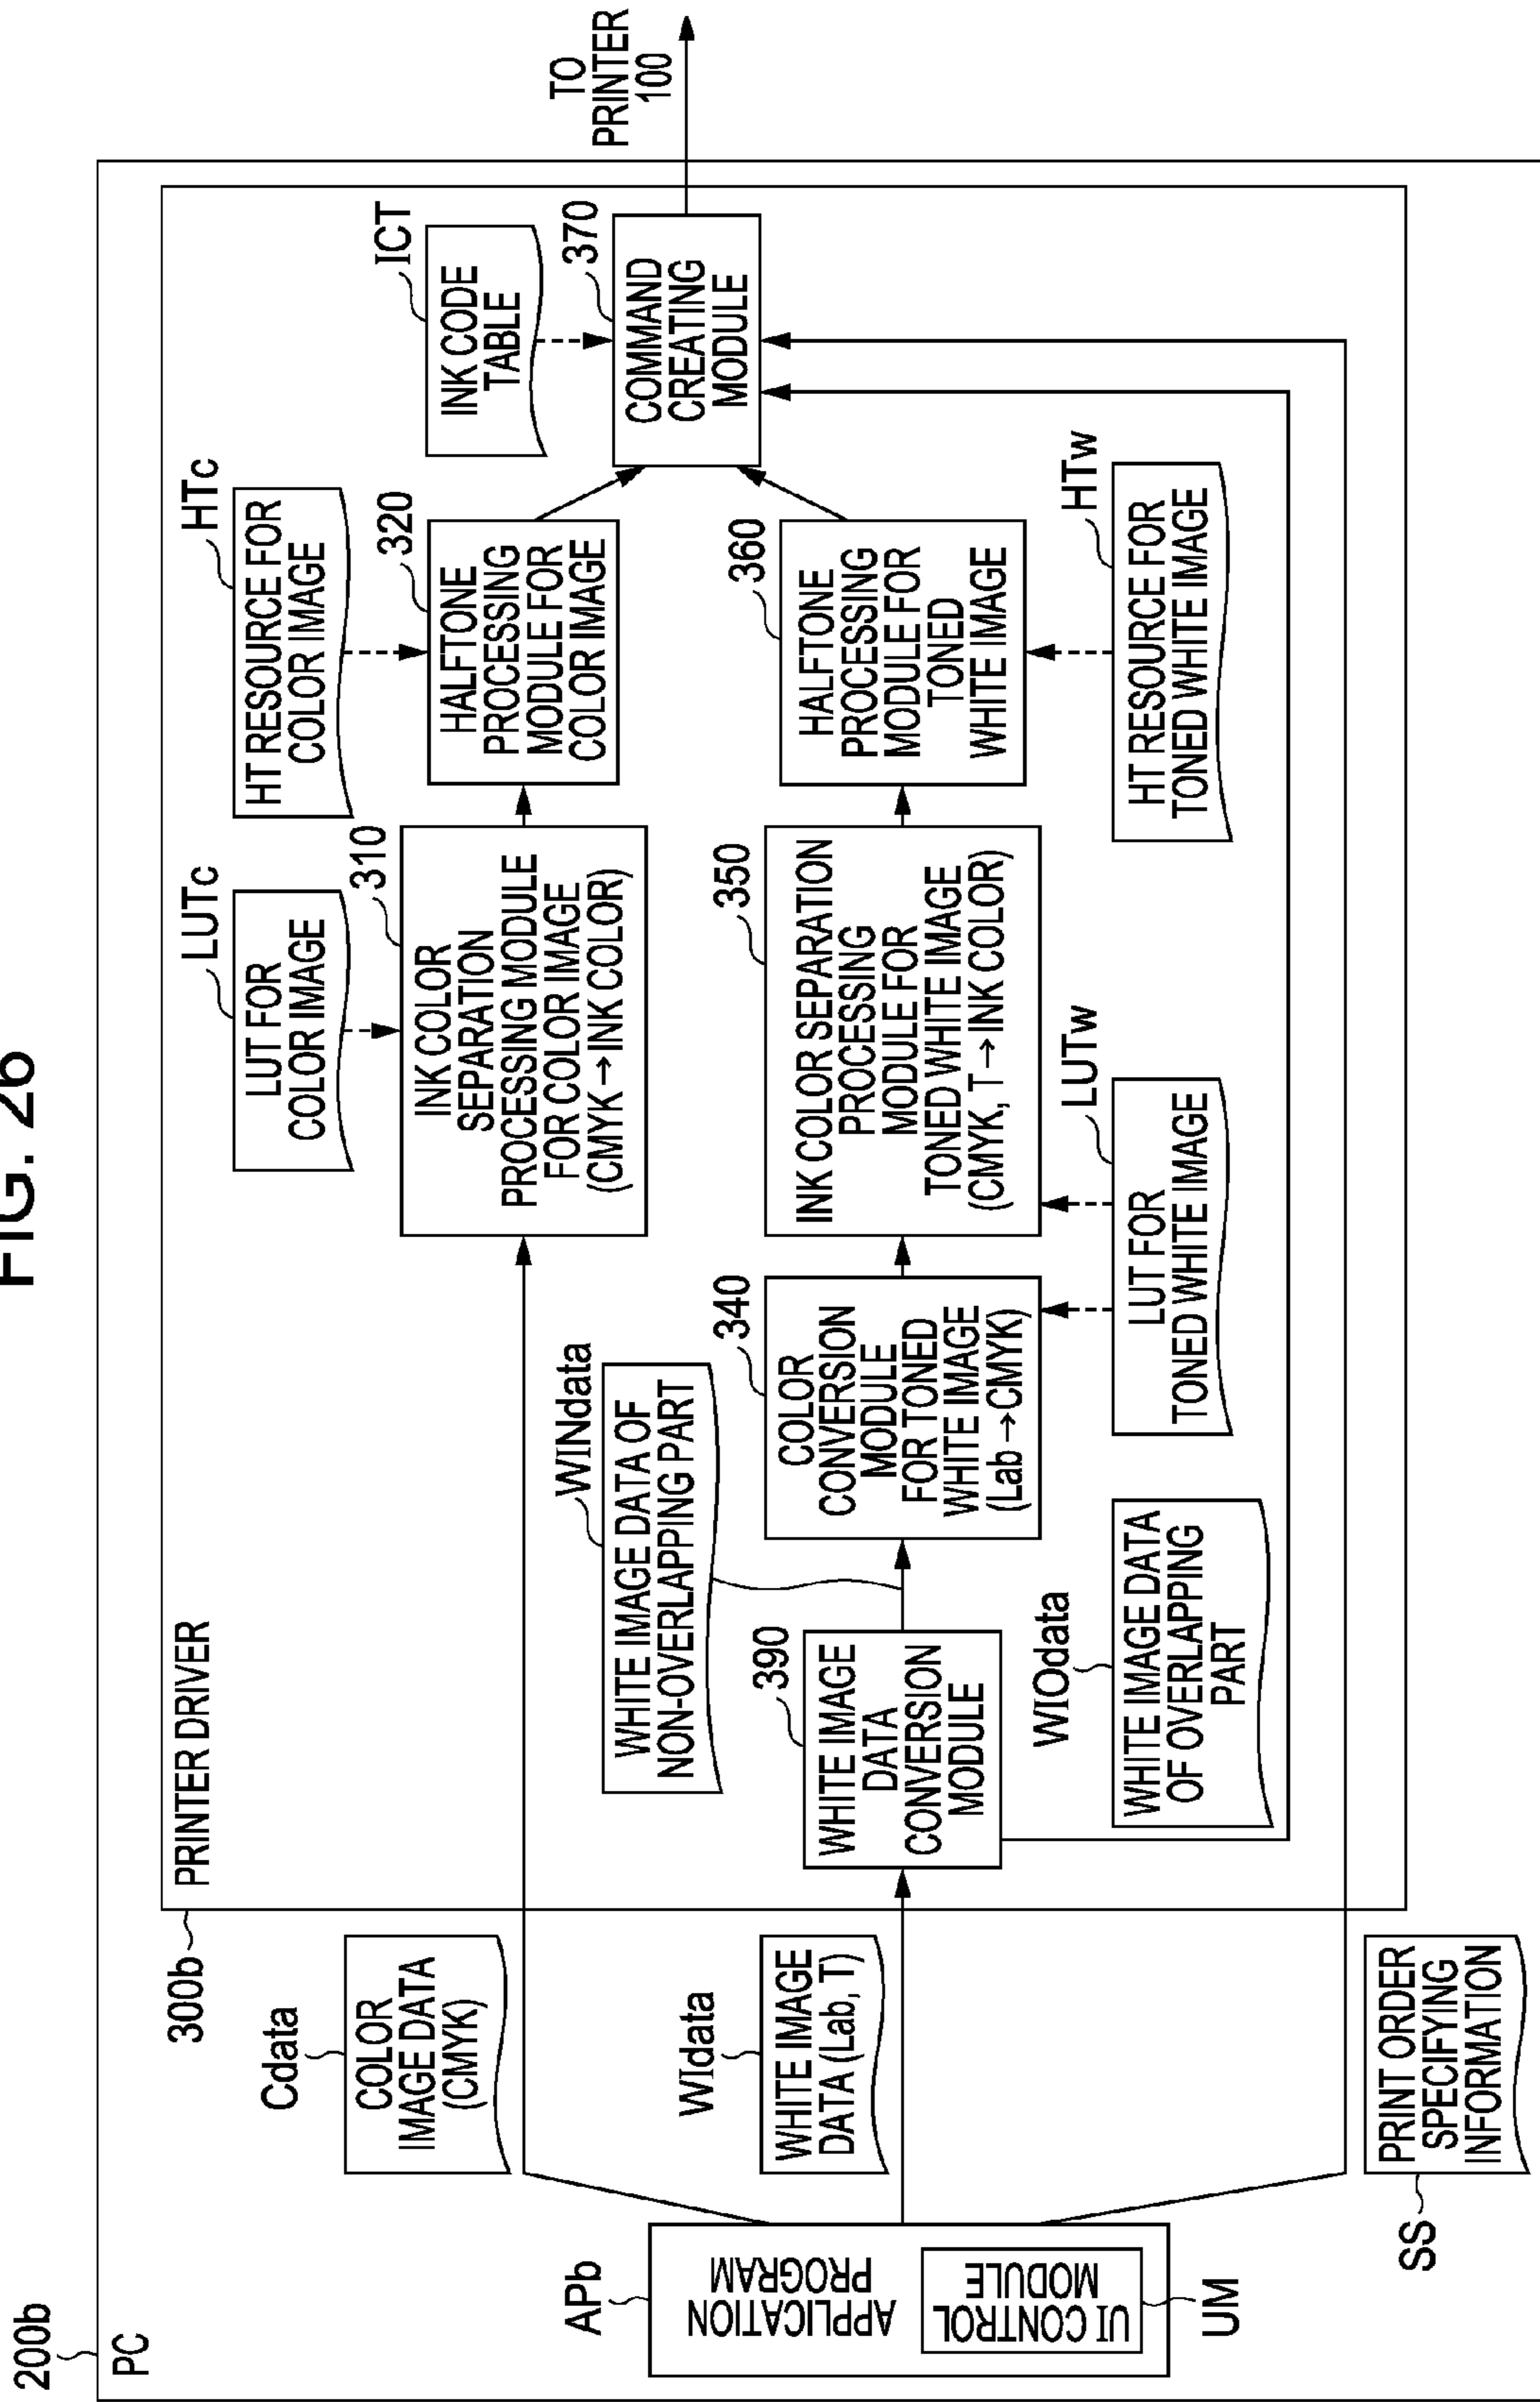 FIG. 26
200b
PC
300b
PRINTER DRIVER
APb
APPLICATION
PROGRAM
UI CONTROL
MODULE
UM
Cdata
COLOR
IMAGE DATA
(CMYK)
WIdata
WHITE IMAGE
DATA (Lab, T)
SS
PRINT ORDER
SPECIFYING
INFORMATION
LUTc
LUT FOR
COLOR IMAGE
310
INK COLOR
SEPARATION
PROCESSING MODULE
FOR COLOR IMAGE
(CMYK→INK COLOR)
HTc
HT RESOURCE FOR
COLOR IMAGE
320
HALFTONE
PROCESSING
MODULE FOR
COLOR IMAGE
ICT
INK CODE
TABLE
370
COMMAND
CREATING
MODULE
TO
PRINTER
100
WINdata
WHITE IMAGE DATA OF
NON-OVERLAPPING PART
390
WHITE IMAGE
DATA
CONVERSION
MODULE
340
COLOR
CONVERSION
MODULE
FOR TONED
WHITE IMAGE
(Lab→CMYK)
350
INK COLOR SEPARATION
PROCESSING
MODULE FOR
TONED WHITE IMAGE
(CMYK, T→INK COLOR)
360
HALFTONE
PROCESSING
MODULE FOR
TONED
WHITE IMAGE
WIOdata
WHITE IMAGE DATA
OF OVERLAPPING
PART
LUTw
LUT FOR
TONED WHITE IMAGE
HTw
HT RESOURCE FOR
TONED WHITE IMAGE